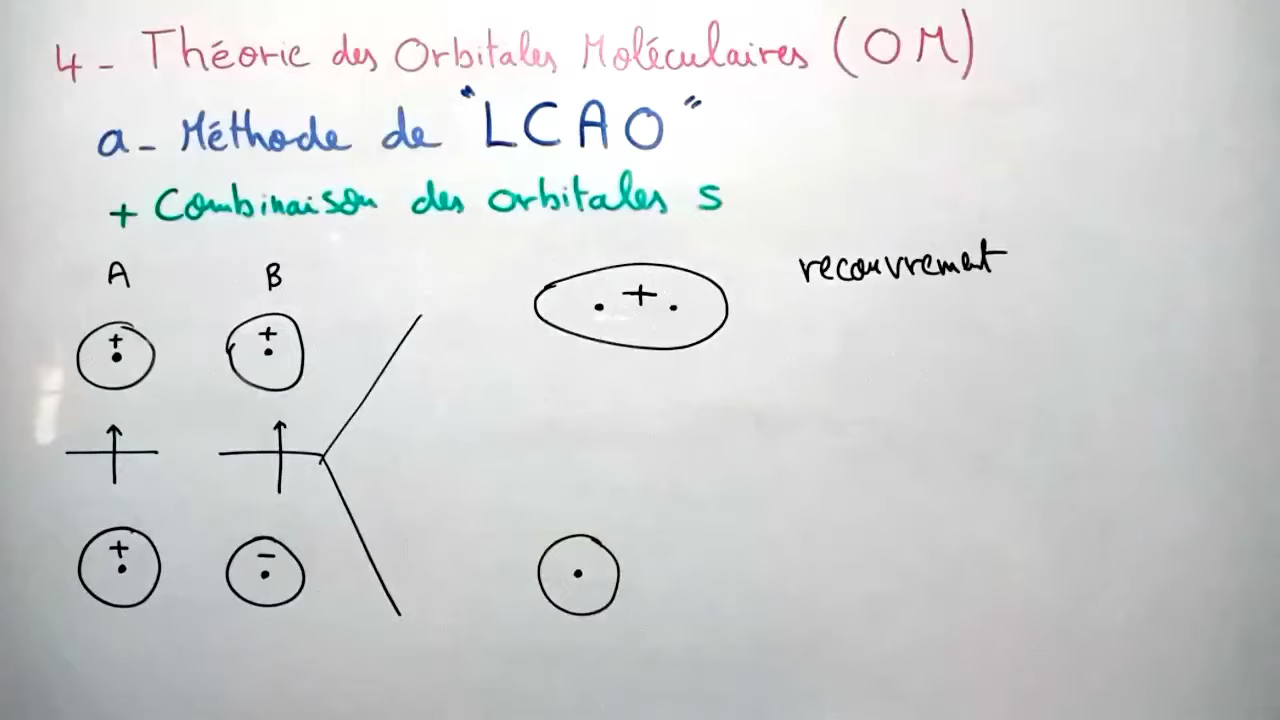 4 - Théorie des Orbitales Moléculaires (OM)
a - Méthode de "LCAO"
+ Combinaison des orbitales s
recouvrement
A B
+
+ +
+ -